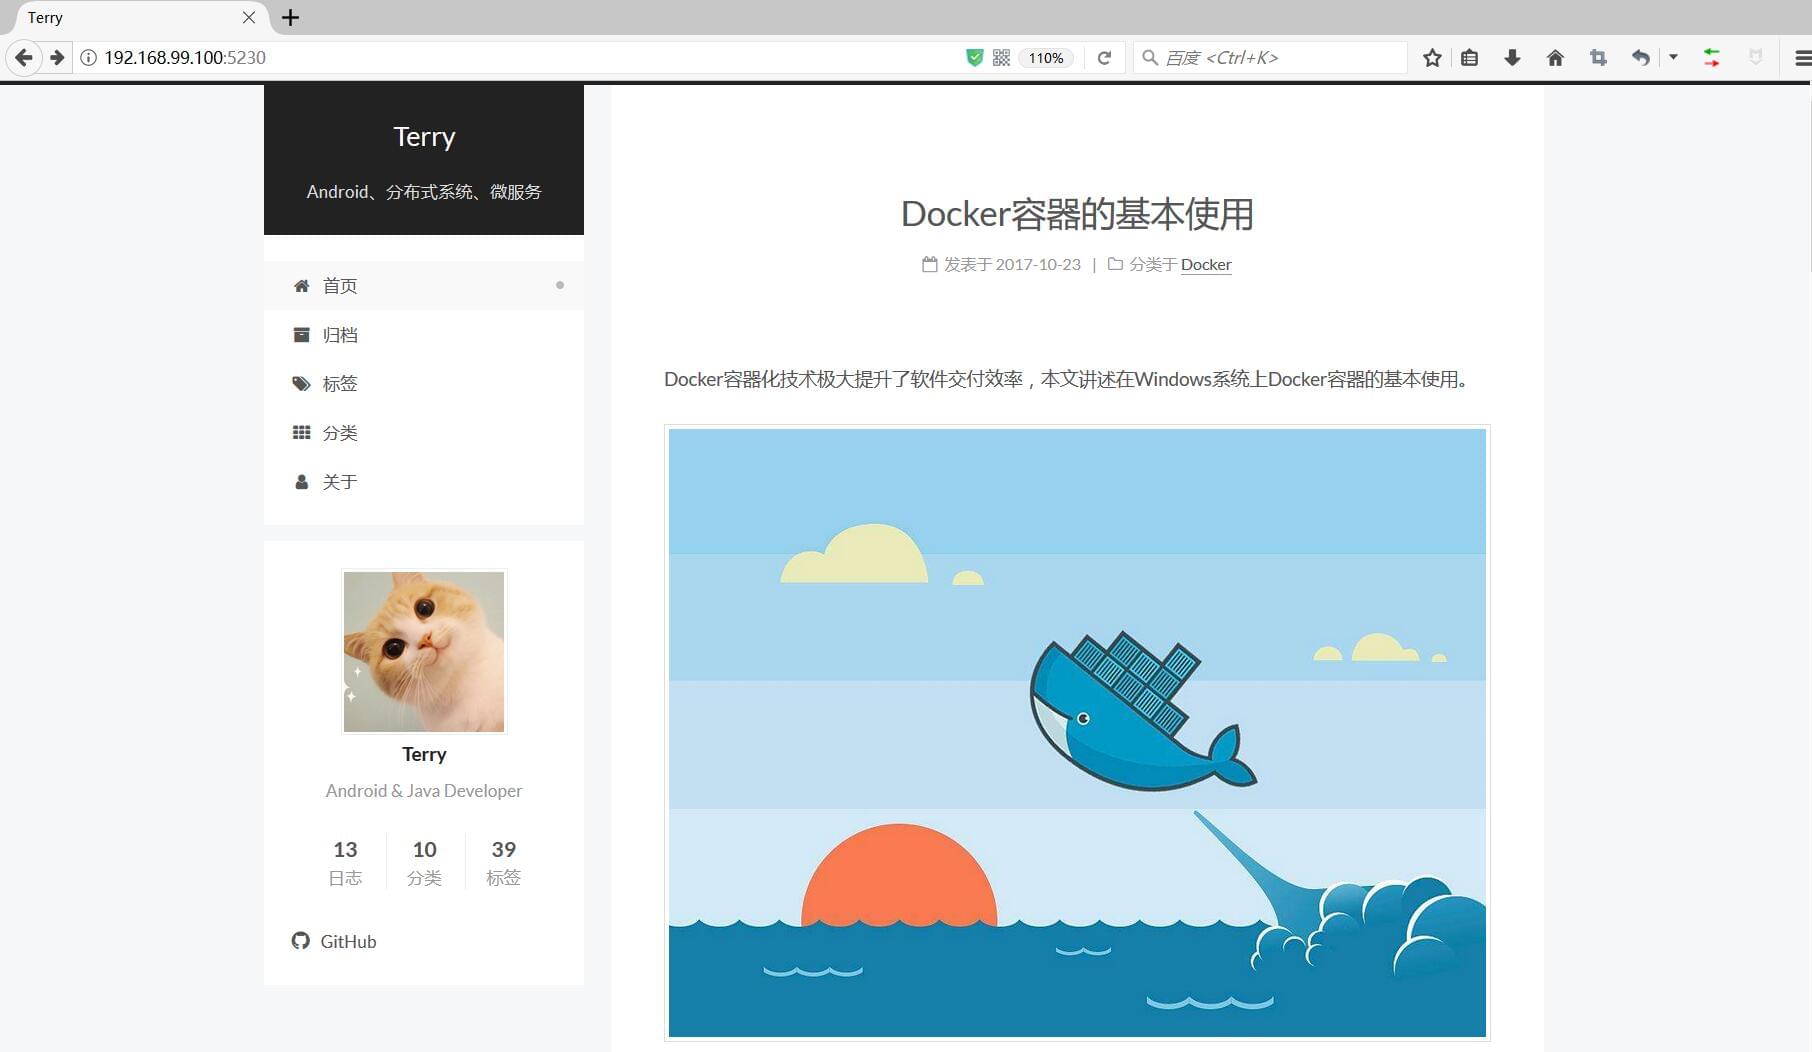 Terry
192.168.99.100:5230
110%
百度 <Ctrl+K>
Terry
Android、分布式系统、微服务
首页
归档
标签
分类
关于
Terry
Android & Java Developer
13
日志
10
分类
39
标签
GitHub
Docker容器的基本使用
发表于 2017-10-23 | 分类于 Docker
Docker容器化技术极大提升了软件交付效率，本文讲述在Windows系统上Docker容器的基本使用。